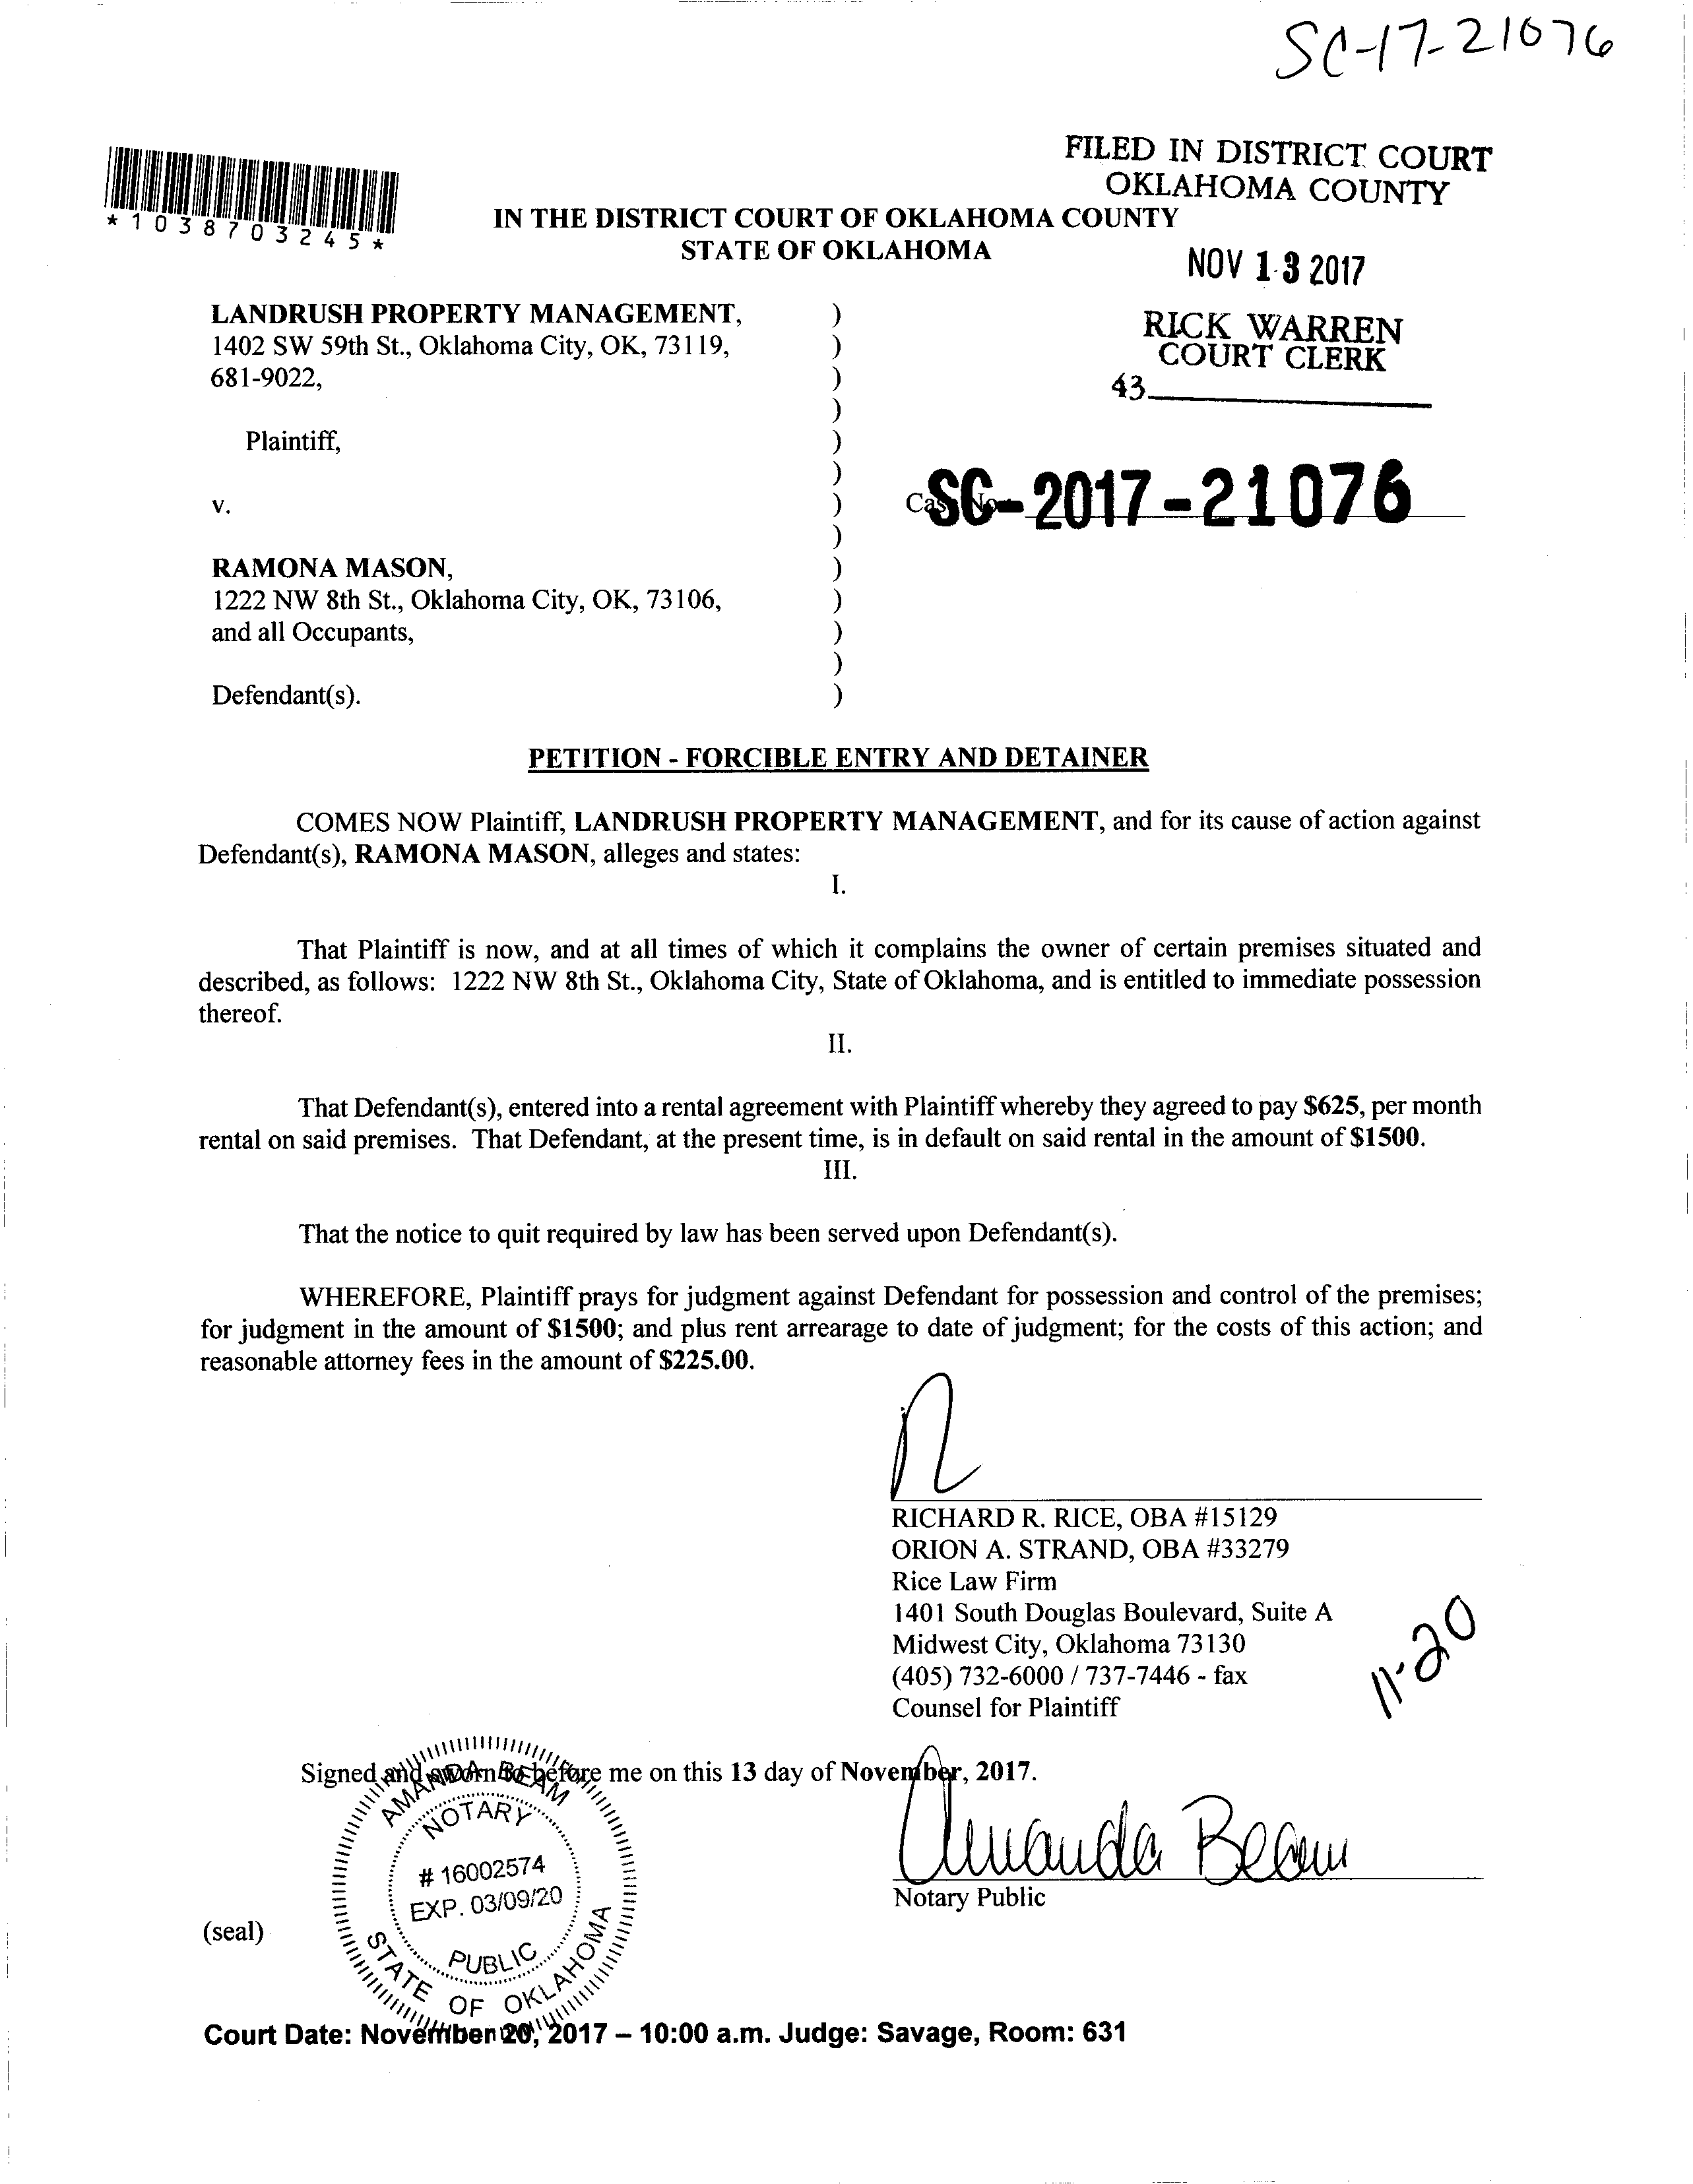 SC-17-21076
FILED IN DISTRICT COURT
OKLAHOMA COUNTY
*1038703245*
IN THE DISTRICT COURT OF OKLAHOMA COUNTY
STATE OF OKLAHOMA
NOV 13 2017
RICK WARREN
COURT CLERK
43
LANDRUSH PROPERTY MANAGEMENT, )
1402 SW 59th St., Oklahoma City, OK, 73119, )
681-9022, )
)
Plaintiff, )
)
v. ) Case No. SC-2017-21076
)
RAMONA MASON, )
1222 NW 8th St., Oklahoma City, OK, 73106, )
and all Occupants, )
)
Defendant(s). )
PETITION - FORCIBLE ENTRY AND DETAINER
COMES NOW Plaintiff, LANDRUSH PROPERTY MANAGEMENT, and for its cause of action against
Defendant(s), RAMONA MASON, alleges and states:
I.
That Plaintiff is now, and at all times of which it complains the owner of certain premises situated and
described, as follows: 1222 NW 8th St., Oklahoma City, State of Oklahoma, and is entitled to immediate possession
thereof.
II.
That Defendant(s), entered into a rental agreement with Plaintiff whereby they agreed to pay $625, per month
rental on said premises. That Defendant, at the present time, is in default on said rental in the amount of $1500.
III.
That the notice to quit required by law has been served upon Defendant(s).
WHEREFORE, Plaintiff prays for judgment against Defendant for possession and control of the premises;
for judgment in the amount of $1500; and plus rent arrearage to date of judgment; for the costs of this action; and
reasonable attorney fees in the amount of $225.00.
RICHARD R. RICE, OBA #15129
ORION A. STRAND, OBA #33279
Rice Law Firm
1401 South Douglas Boulevard, Suite A
Midwest City, Oklahoma 73130
(405) 732-6000 / 737-7446 - fax
Counsel for Plaintiff
11-20
Signed and sworn to before me on this 13 day of November, 2017.
AMANDA BEAM
NOTARY
# 16002574
EXP. 03/09/20
PUBLIC
STATE OF OKLAHOMA
Amanda Beam
Notary Public
(seal)
Court Date: November 20, 2017 – 10:00 a.m. Judge: Savage, Room: 631